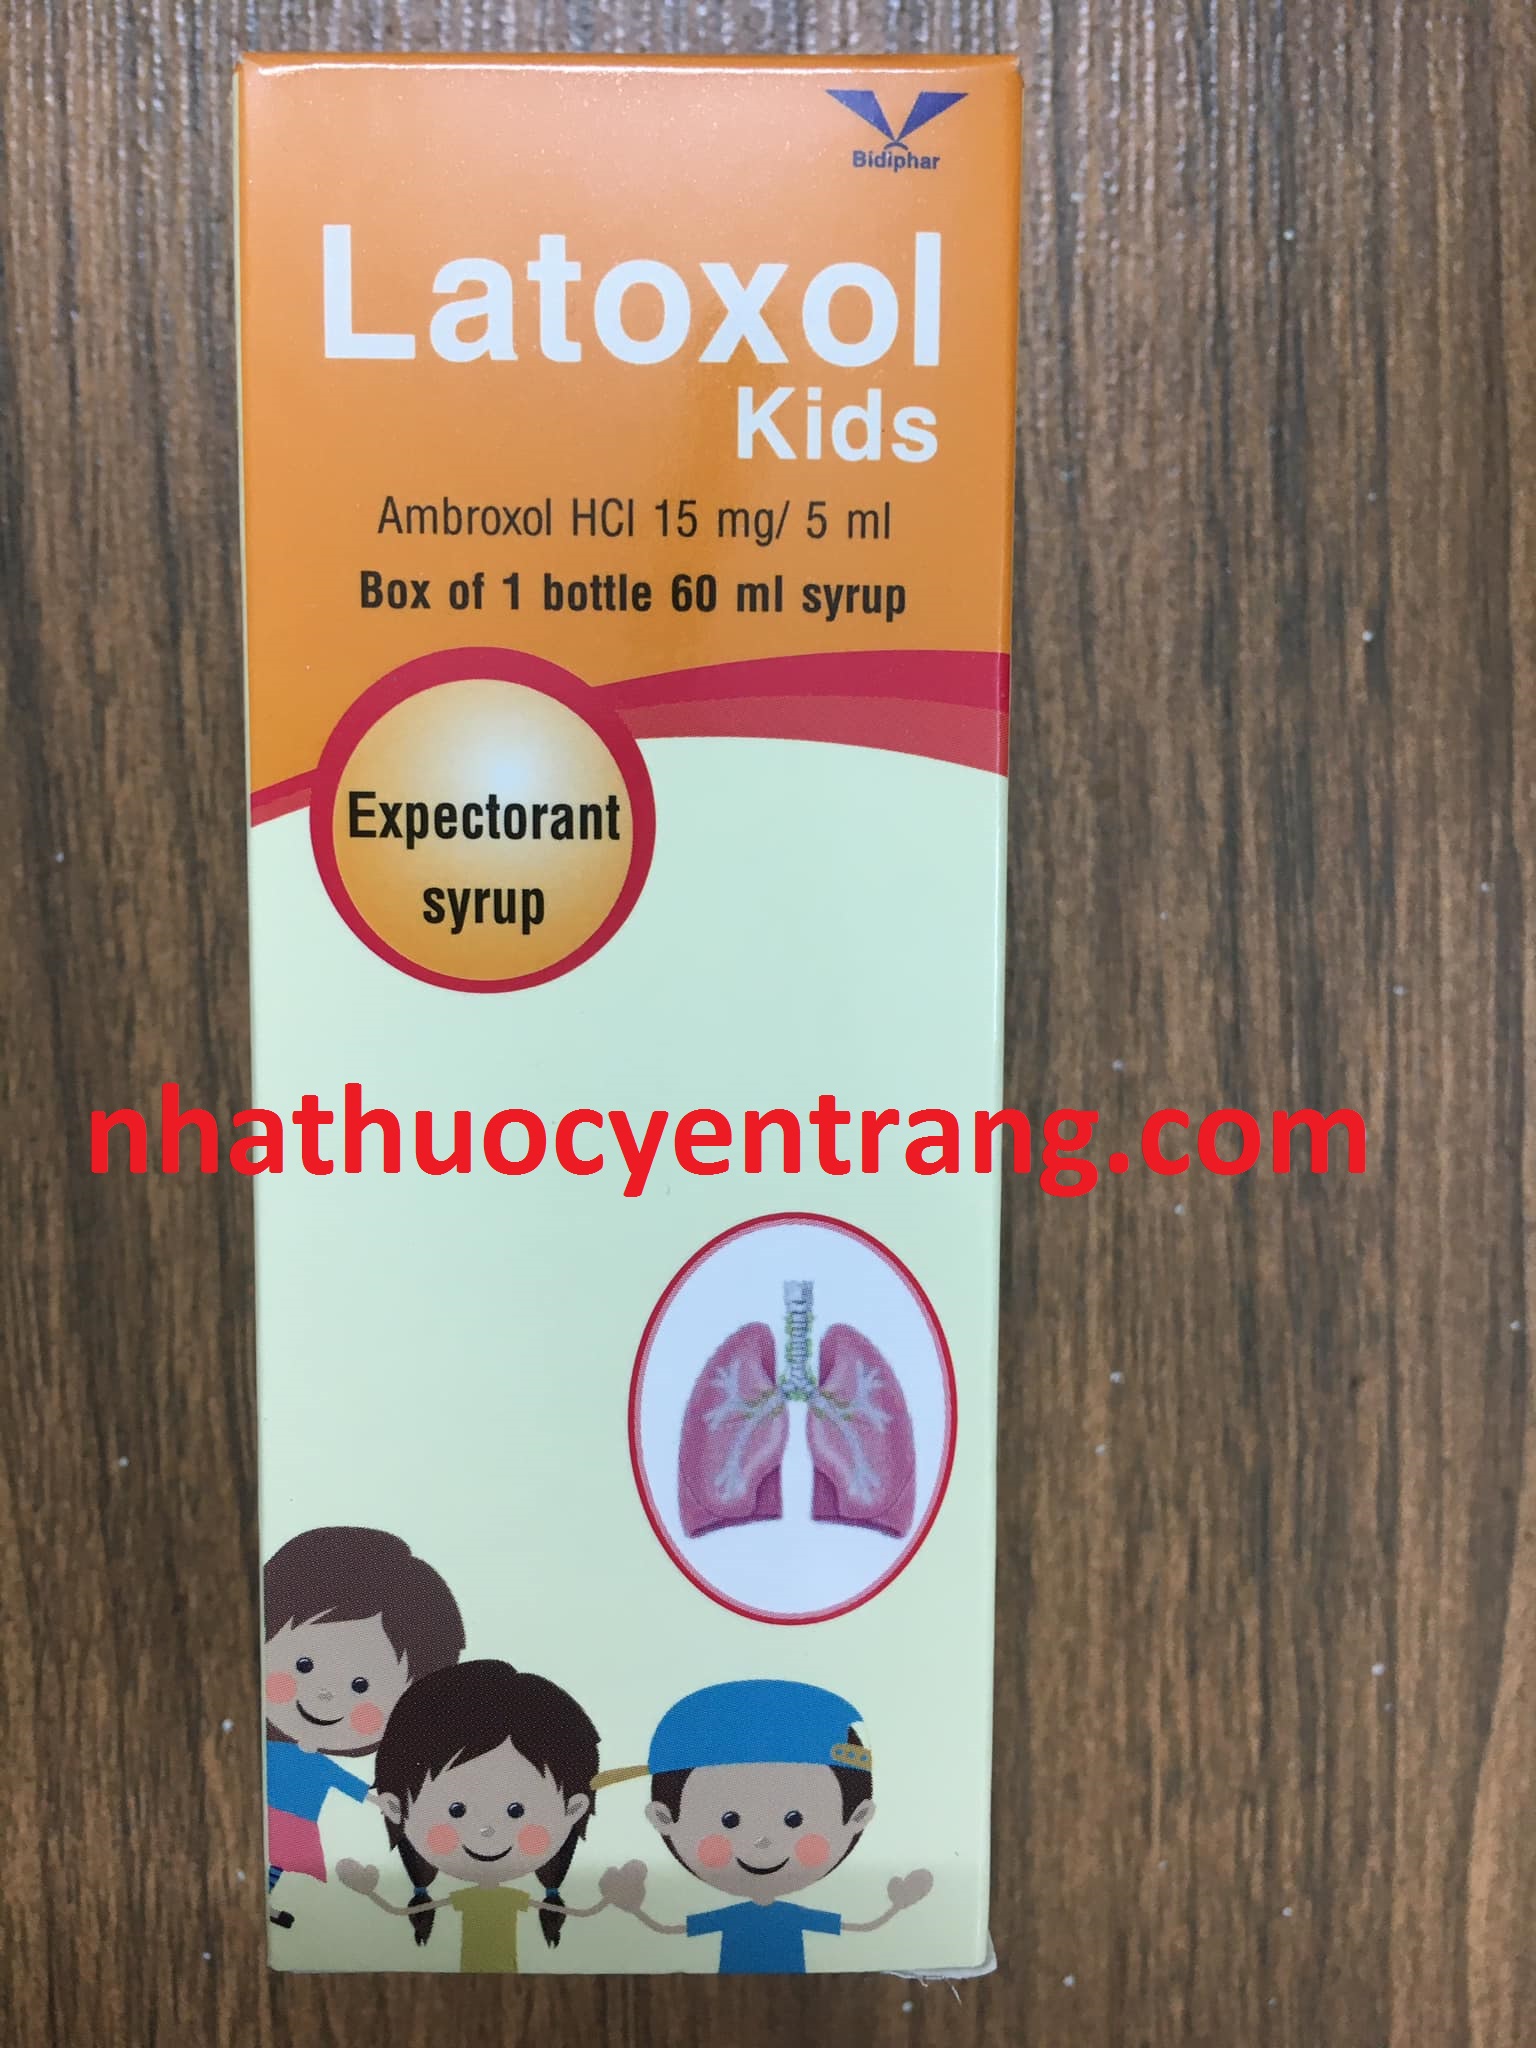 Bidiphar
Latoxol
Kids
Ambroxol HCl 15 mg/ 5 ml
Box of 1 bottle 60 ml syrup
Expectorant
syrup
nhathuocyentrang.com